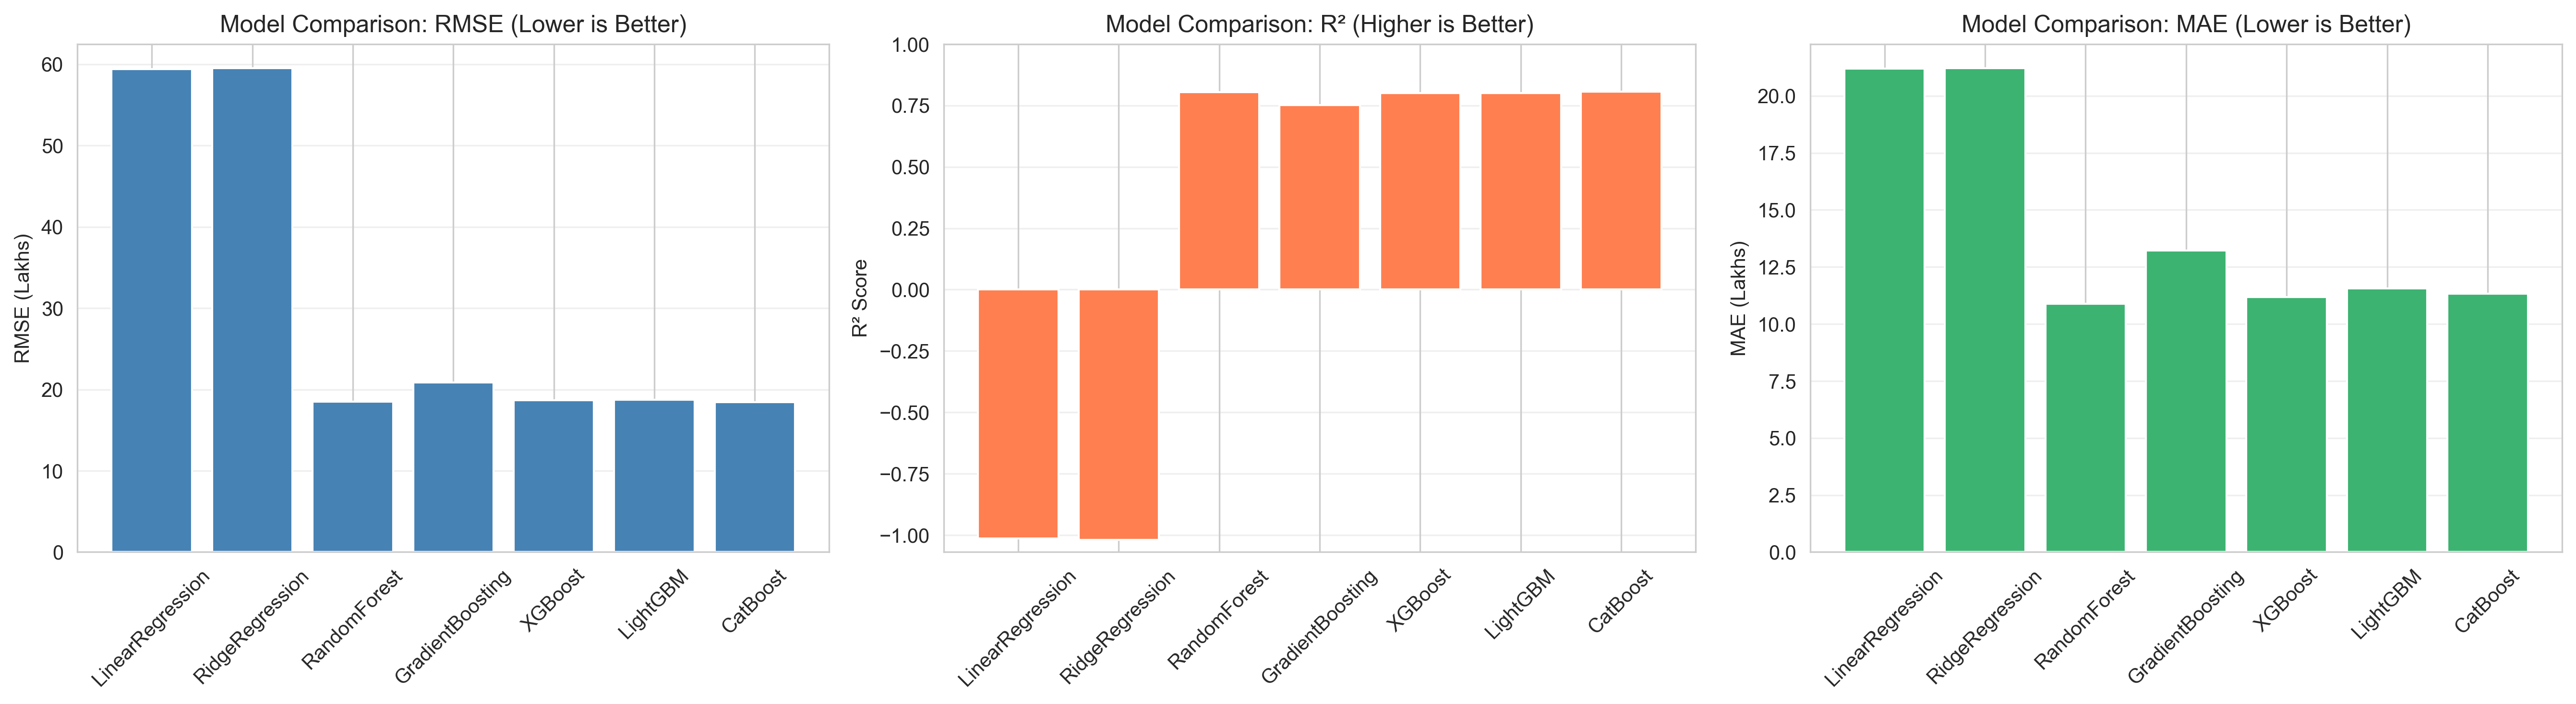 Model Comparison: RMSE (Lower is Better)
RMSE (Lakhs)
60
50
40
30
20
10
0
LinearRegression
RidgeRegression
RandomForest
GradientBoosting
XGBoost
LightGBM
CatBoost
Model Comparison: R² (Higher is Better)
R² Score
1.00
0.75
0.50
0.25
0.00
−0.25
−0.50
−0.75
−1.00
LinearRegression
RidgeRegression
RandomForest
GradientBoosting
XGBoost
LightGBM
CatBoost
Model Comparison: MAE (Lower is Better)
MAE (Lakhs)
20.0
17.5
15.0
12.5
10.0
7.5
5.0
2.5
0.0
LinearRegression
RidgeRegression
RandomForest
GradientBoosting
XGBoost
LightGBM
CatBoost